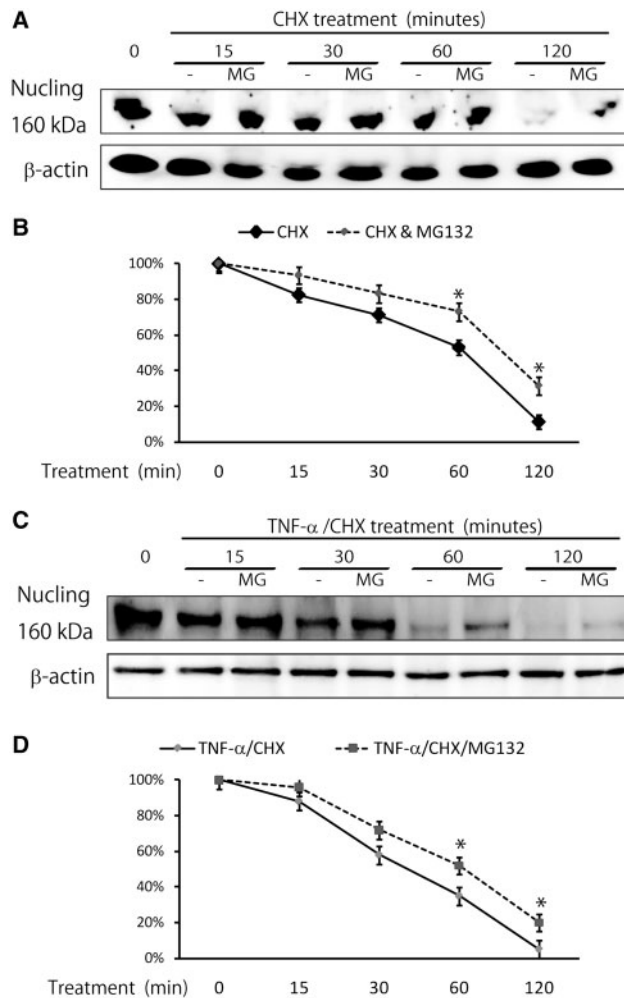 A
CHX treatment (minutes)
0 15 30 60 120
- MG - MG - MG - MG
Nucling
160 kDa
β-actin
B
CHX CHX & MG132
100%
80%
*
60%
40%
*
20%
0%
Treatment (min) 0 15 30 60 120
C
TNF-α /CHX treatment (minutes)
0 15 30 60 120
- MG - MG - MG - MG
Nucling
160 kDa
β-actin
D
TNF-α/CHX TNF-α/CHX/MG132
100%
80%
60%
*
40%
*
20%
0%
Treatment (min) 0 15 30 60 120